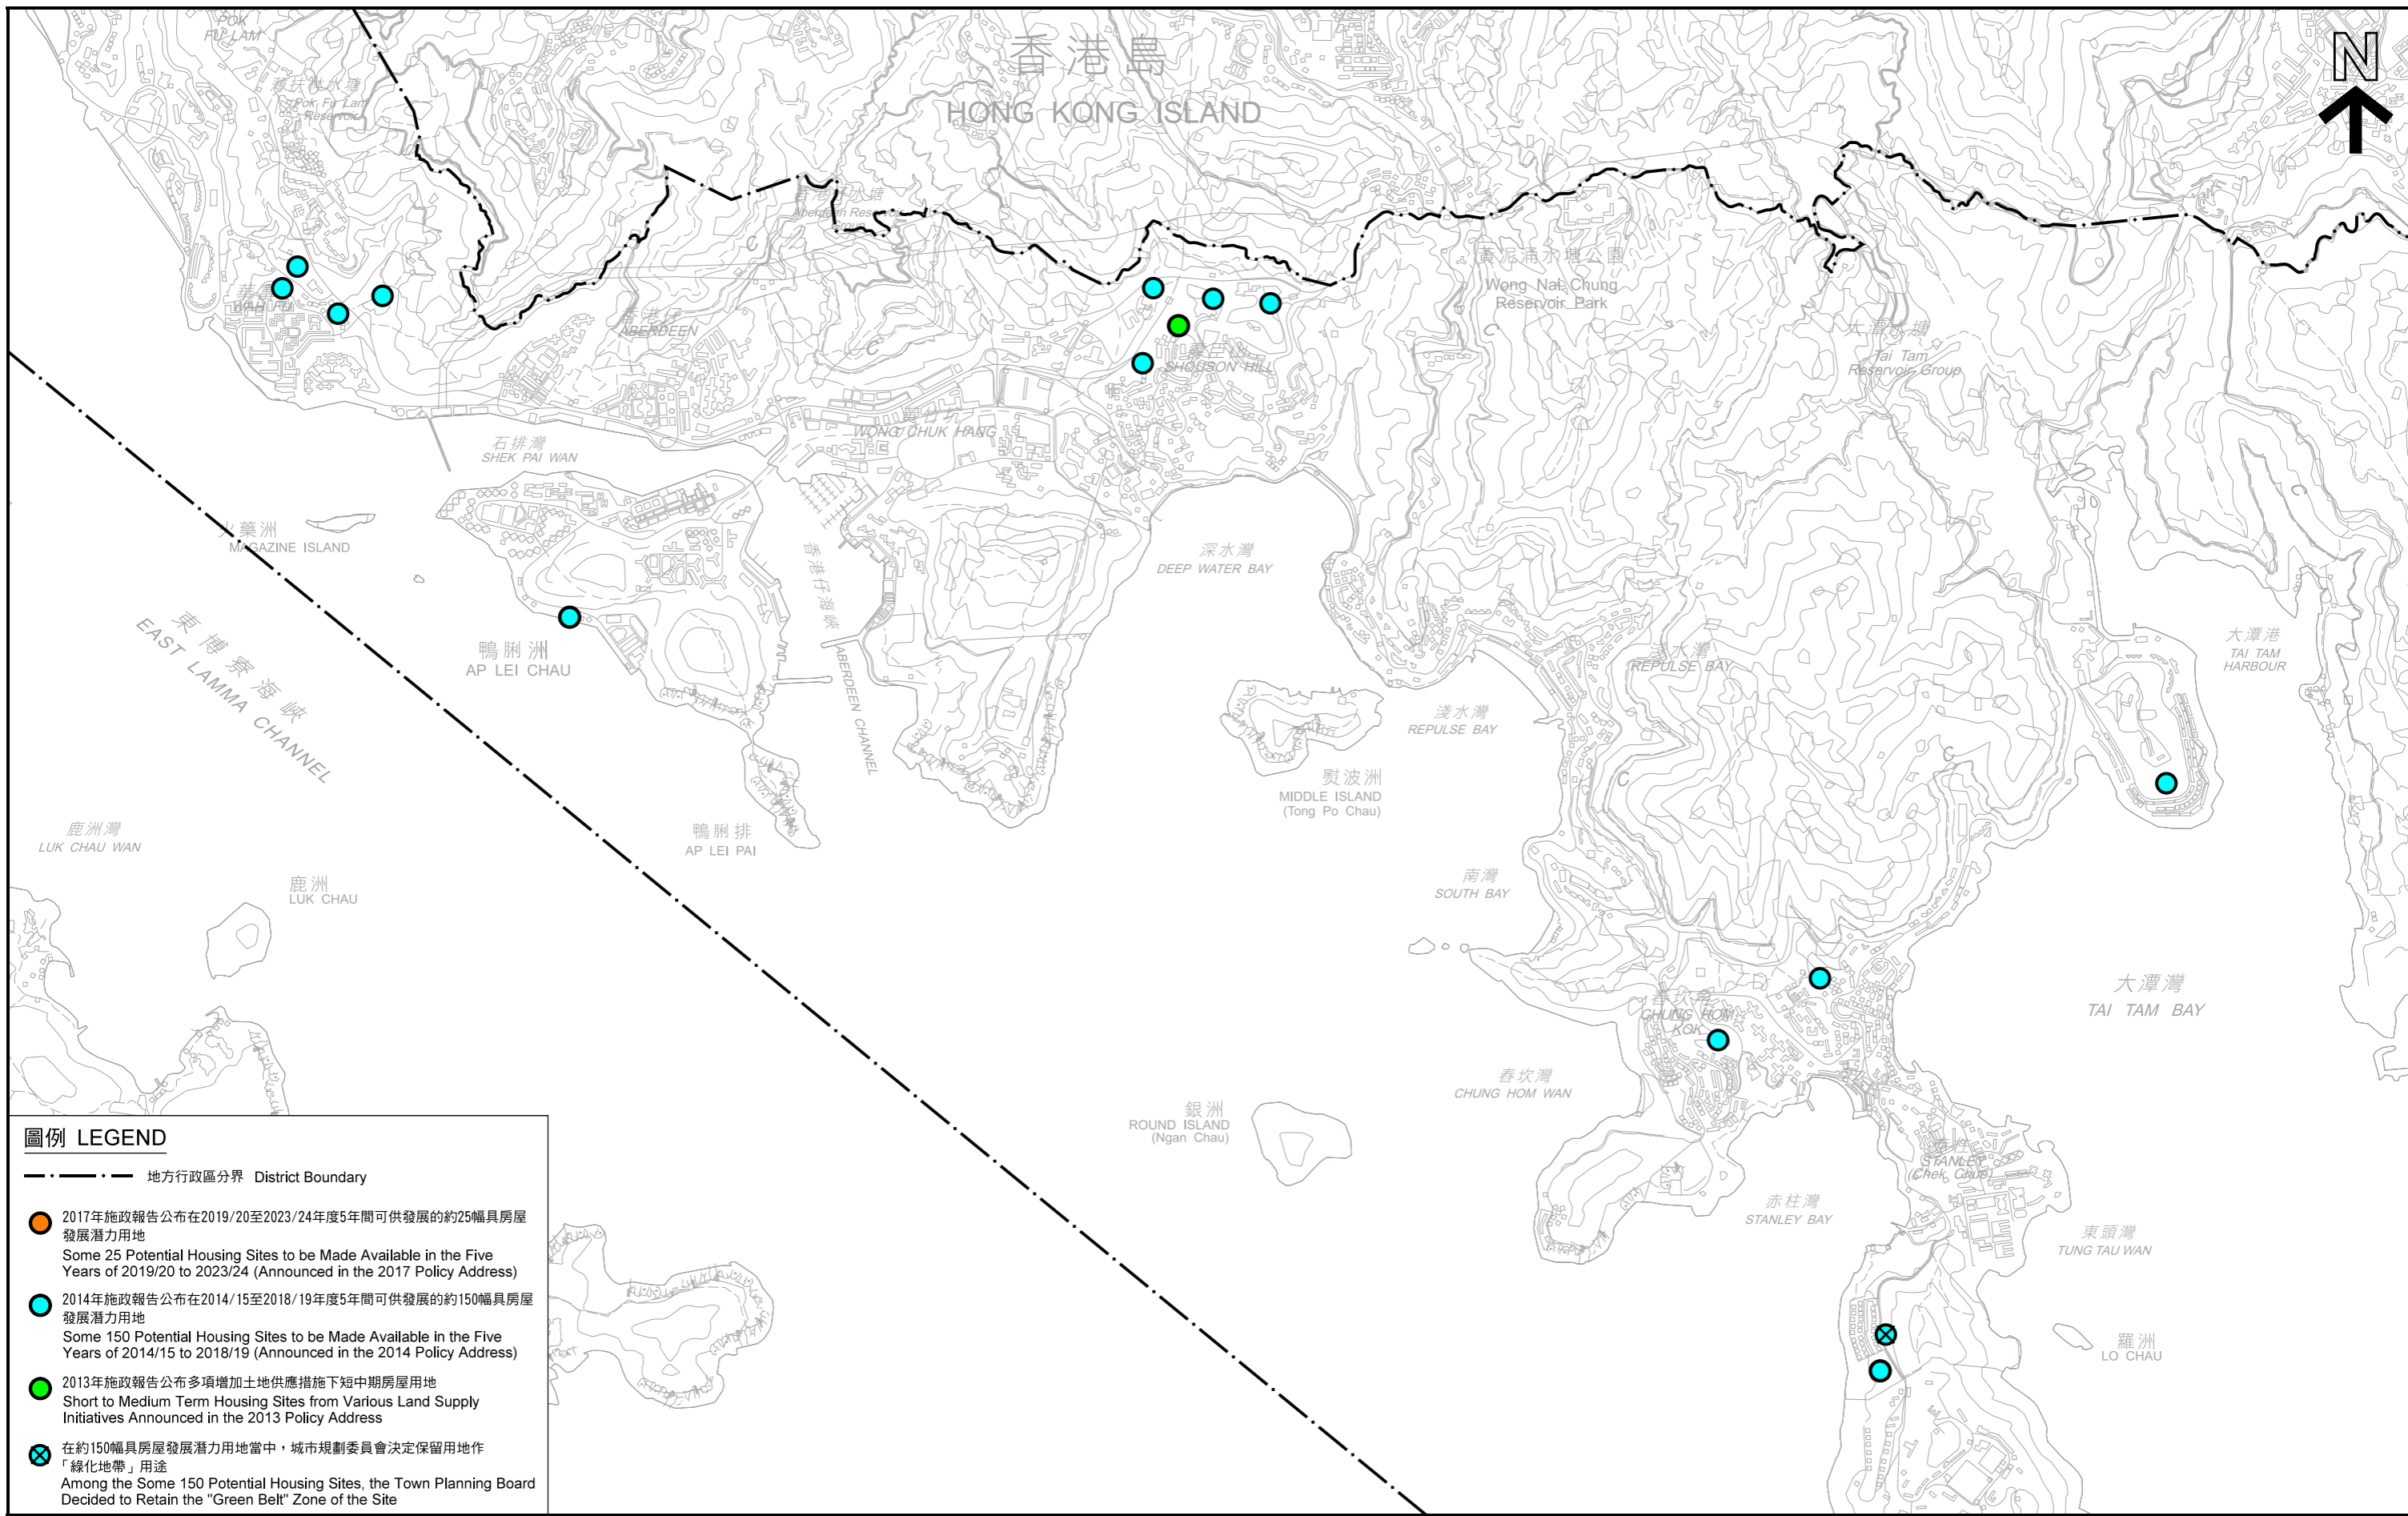 POK
FU LAM
薄扶林水塘
Pok Fu Lam
Reservoir
香港島
HONG KONG ISLAND
N
香港仔水塘
Aberdeen Reservoir
Group
黃泥涌水塘公園
Wong Nai Chung
Reservoir Park
大潭水塘
Tai Tam
Reservoir Group
華富
WAH FU
香港仔
ABERDEEN
壽臣山
SHOUSON HILL
黃竹坑
WONG CHUK HANG
石排灣
SHEK PAI WAN
火藥洲
MAGAZINE ISLAND
深水灣
DEEP WATER BAY
東博寮海峽
EAST LAMMA CHANNEL
鴨脷洲
AP LEI CHAU
香港仔海峽
ABERDEEN CHANNEL
淺水灣
REPULSE BAY
大潭港
TAI TAM
HARBOUR
淺水灣
REPULSE BAY
熨波洲
MIDDLE ISLAND
(Tong Po Chau)
鹿洲灣
LUK CHAU WAN
鴨脷排
AP LEI PAI
鹿洲
LUK CHAU
南灣
SOUTH BAY
大潭灣
TAI TAM BAY
舂坎角
CHUNG HOM
KOK
舂坎灣
CHUNG HOM WAN
銀洲
ROUND ISLAND
(Ngan Chau)
赤柱
STANLEY
(Chek Chue)
赤柱灣
STANLEY BAY
東頭灣
TUNG TAU WAN
羅洲
LO CHAU
圖例 LEGEND
地方行政區分界 District Boundary
2017年施政報告公布在2019/20至2023/24年度5年間可供發展的約25幅具房屋
發展潛力用地
Some 25 Potential Housing Sites to be Made Available in the Five
Years of 2019/20 to 2023/24 (Announced in the 2017 Policy Address)
2014年施政報告公布在2014/15至2018/19年度5年間可供發展的約150幅具房屋
發展潛力用地
Some 150 Potential Housing Sites to be Made Available in the Five
Years of 2014/15 to 2018/19 (Announced in the 2014 Policy Address)
2013年施政報告公布多項增加土地供應措施下短中期房屋用地
Short to Medium Term Housing Sites from Various Land Supply
Initiatives Announced in the 2013 Policy Address
在約150幅具房屋發展潛力用地當中，城市規劃委員會決定保留用地作
「綠化地帶」用途
Among the Some 150 Potential Housing Sites, the Town Planning Board
Decided to Retain the "Green Belt" Zone of the Site